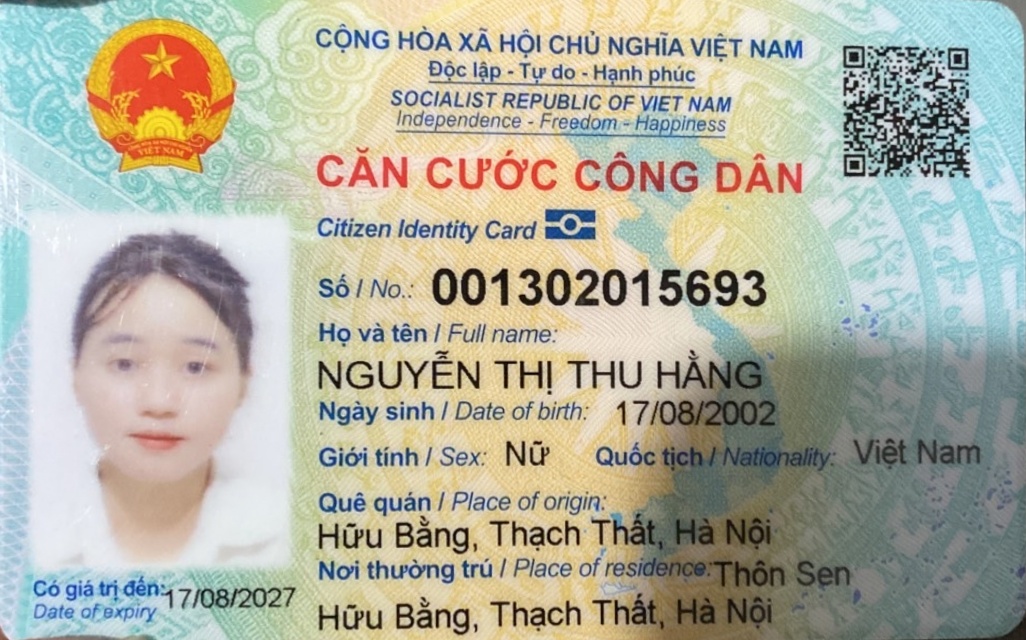 CỘNG HÒA XÃ HỘI CHỦ NGHĨA VIỆT NAM
Độc lập - Tự do - Hạnh phúc
SOCIALIST REPUBLIC OF VIET NAM
Independence - Freedom - Happiness
CĂN CƯỚC CÔNG DÂN
Citizen Identity Card
Số / No.: 001302015693
Họ và tên / Full name:
NGUYỄN THỊ THU HẰNG
Ngày sinh / Date of birth: 17/08/2002
Giới tính / Sex: Nữ Quốc tịch / Nationality: Việt Nam
Quê quán / Place of origin:
Hữu Bằng, Thạch Thất, Hà Nội
Nơi thường trú / Place of residence: Thôn Sen
Hữu Bằng, Thạch Thất, Hà Nội
Có giá trị đến: 17/08/2027
Date of expiry
VIỆT NAM